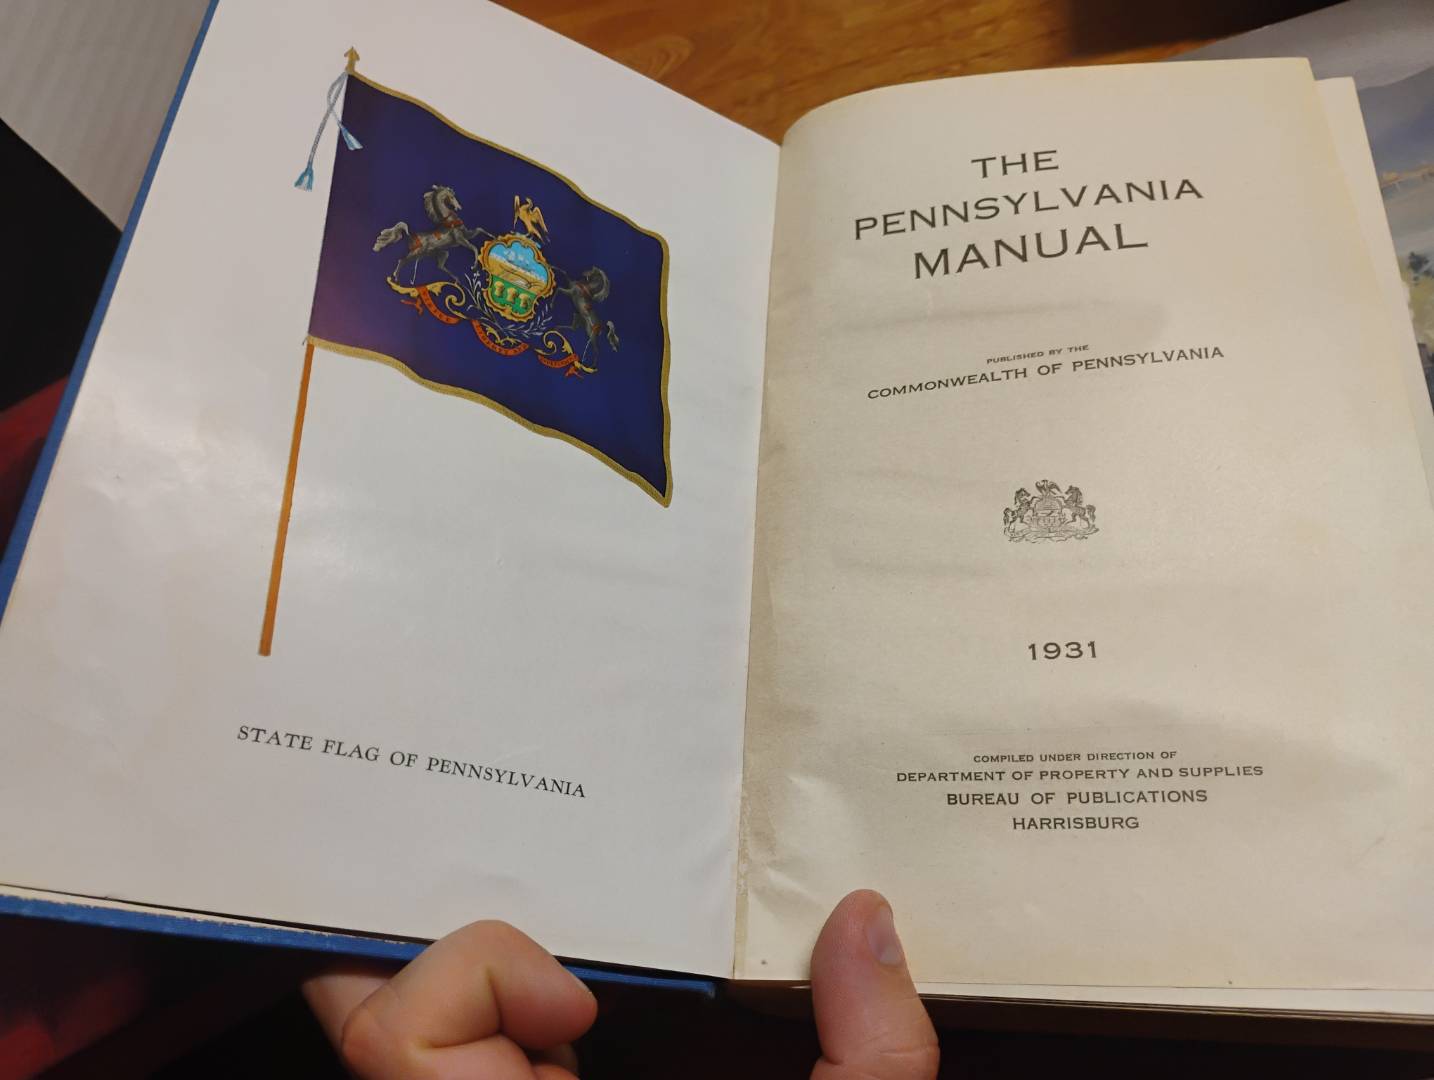 STATE FLAG OF PENNSYLVANIA
THE
PENNSYLVANIA
MANUAL
PUBLISHED BY THE
COMMONWEALTH OF PENNSYLVANIA
1931
COMPILED UNDER DIRECTION OF
DEPARTMENT OF PROPERTY AND SUPPLIES
BUREAU OF PUBLICATIONS
HARRISBURG